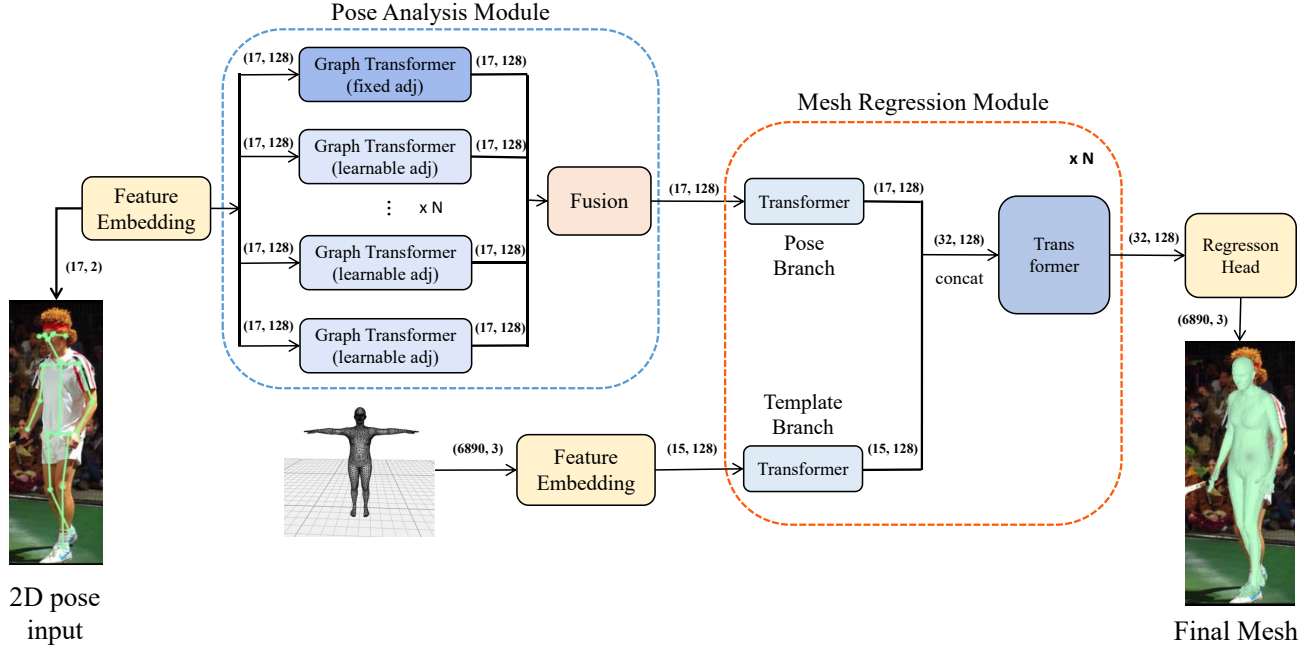 Pose Analysis Module
(17, 128)
Graph Transformer
(fixed adj)
(17, 128)
(17, 128)
Graph Transformer
(learnable adj)
(17, 128)
⋮ x N
(17, 128)
Graph Transformer
(learnable adj)
(17, 128)
(17, 128)
Graph Transformer
(learnable adj)
(17, 128)
Feature
Embedding
(17, 2)
Fusion
(17, 128)
Mesh Regression Module
x N
Transformer
(17, 128)
Pose
Branch
(32, 128)
concat
Trans
former
(32, 128)
Regresson
Head
(6890, 3)
Template
Branch
(6890, 3)
Feature
Embedding
(15, 128)
Transformer
(15, 128)
2D pose
input
Final Mesh